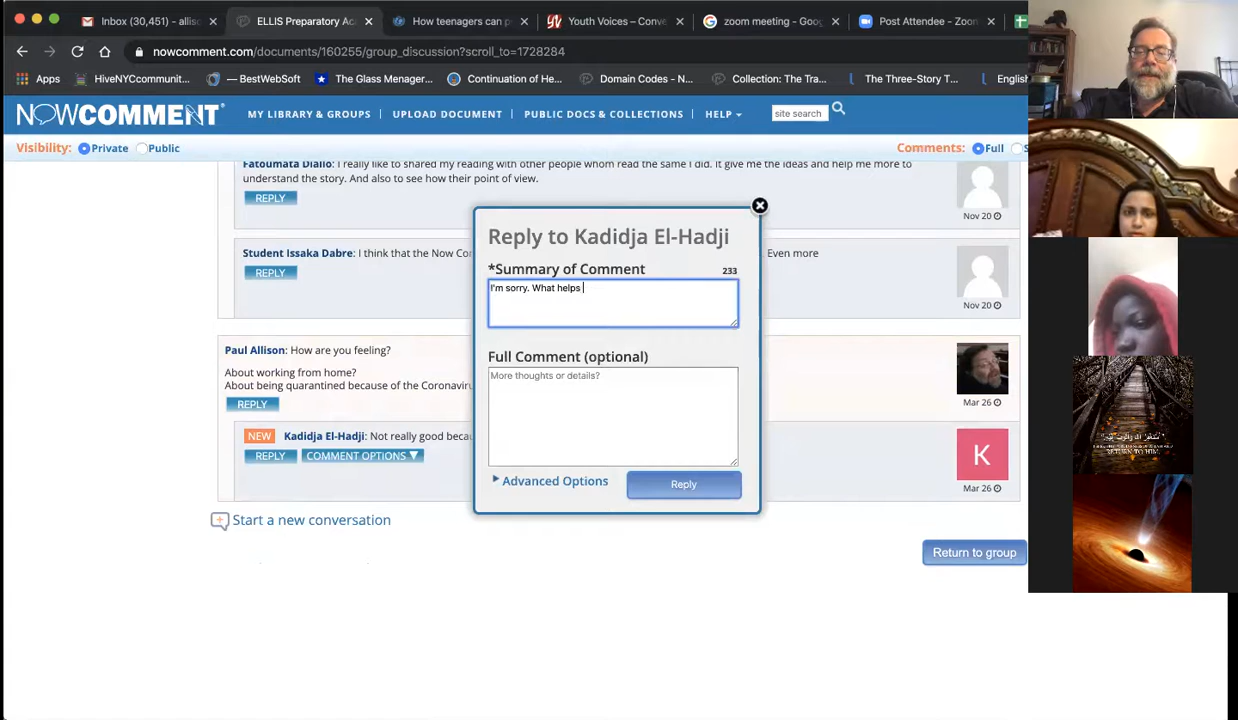 Inbox (30,451) - alliso
ELLIS Preparatory Ac
How teenagers can p
Youth Voices – Conve
zoom meeting - Goog
Post Attendee - Zoom
nowcomment.com/documents/160255/group_discussion?scroll_to=1728284
Apps
HiveNYCcommunit...
— BestWebSoft
The Glass Menager...
Continuation of He...
Domain Codes - N...
Collection: The Tra...
The Three-Story T...
English
NOWCOMMENT®
MY LIBRARY & GROUPS
UPLOAD DOCUMENT
PUBLIC DOCS & COLLECTIONS
HELP
site search
Visibility:
Private
Public
Comments:
Full
S
Fatoumata Diallo: I really like to shared my reading with other people whom read the same I did. It give me the ideas and help me more to
understand the story. And also to see how their point of view.
REPLY
Nov 20
Student Issaka Dabre: I think that the Now Co
Even more
REPLY
Nov 20
Reply to Kadidja El-Hadji
*Summary of Comment
233
I'm sorry. What helps
Full Comment (optional)
More thoughts or details?
Advanced Options
Reply
Paul Allison: How are you feeling?
About working from home?
About being quarantined because of the Coronaviru
REPLY
Mar 26
NEW
Kadidja El-Hadji: Not really good beca
REPLY
COMMENT OPTIONS
K
Mar 26
Start a new conversation
Return to group
RETURN TO HIM.